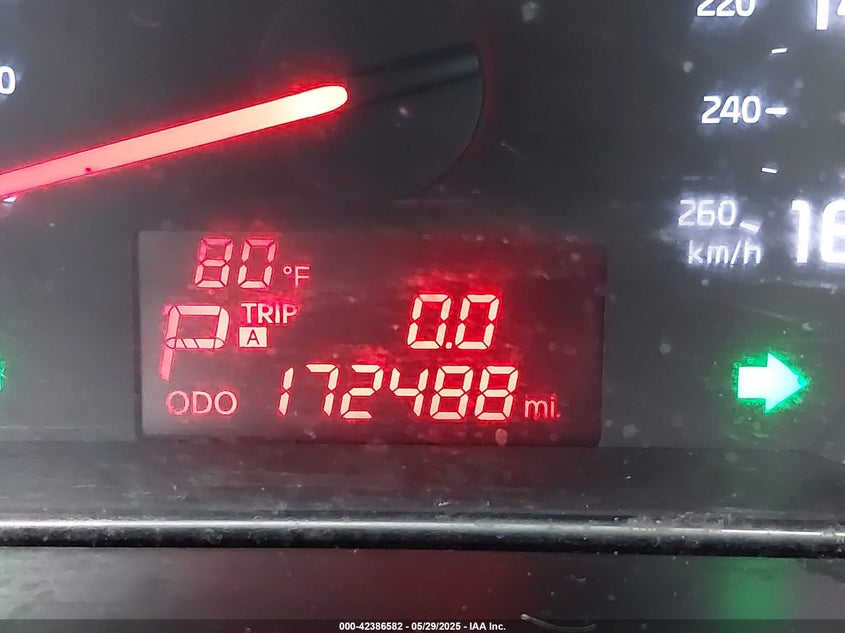 220
240
260
km/h
80 °F
P TRIP A 0.0
ODO 172488 mi.
000-42386582 - 05/29/2025 - IAA Inc.